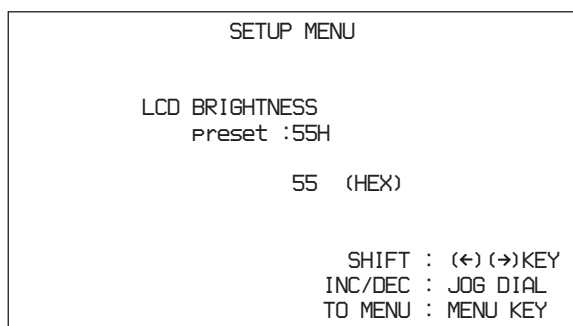 SETUP MENU
LCD BRIGHTNESS
preset :55H
55 (HEX)
SHIFT : (←)(→)KEY
INC/DEC : JOG DIAL
TO MENU : MENU KEY